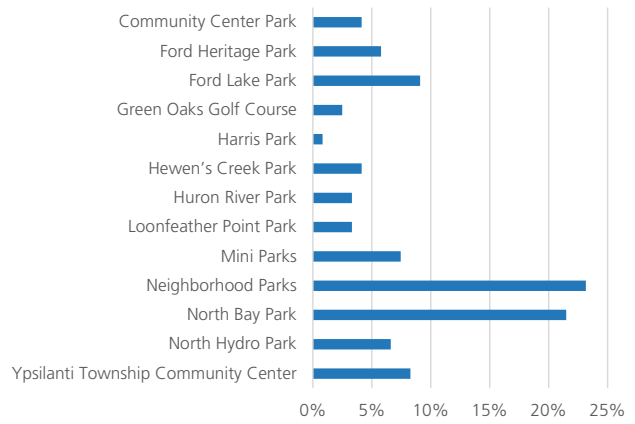 Community Center Park
Ford Heritage Park
Ford Lake Park
Green Oaks Golf Course
Harris Park
Hewen's Creek Park
Huron River Park
Loonfeather Point Park
Mini Parks
Neighborhood Parks
North Bay Park
North Hydro Park
Ypsilanti Township Community Center
0% 5% 10% 15% 20% 25%